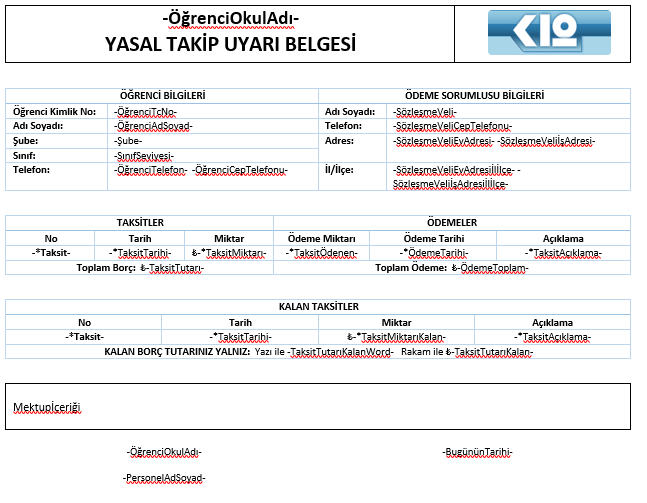 -ÖğrenciOkulAdı-
YASAL TAKİP UYARI BELGESİ
K12
ÖĞRENCİ BİLGİLERİ
ÖDEME SORUMLUSU BİLGİLERİ
Öğrenci Kimlik No: -ÖğrenciTcNo-
Adı Soyadı: -SözleşmeVeli-
Adı Soyadı: -ÖğrenciAdSoyad-
Telefon: -SözleşmeVeliCepTelefonu-
Şube: -Şube-
Adres: -SözleşmeVeliEvAdresi- -SözleşmeVeliİşAdresi-
Sınıf: -SınıfSeviyesi-
Telefon: -ÖğrenciTelefon- -ÖğrenciCepTelefonu-
İl/İlçe: -SözleşmeVeliEvAdresiİlİlçe- -
SözleşmeVeliİşAdresiİlİlçe-
TAKSİTLER ÖDEMELER
No Tarih Miktar Ödeme Miktarı Ödeme Tarihi Açıklama
-*Taksit- -*TaksitTarihi- ₺-*TaksitMiktarı- -*TaksitÖdenen- -*ÖdemeTarihi- -*TaksitAçıklama-
Toplam Borç: ₺-TaksitTutarı- Toplam Ödeme: ₺-ÖdemeToplam-
KALAN TAKSİTLER
No Tarih Miktar Açıklama
-*Taksit- -*TaksitTarihi- ₺-*TaksitMiktarıKalan- -*TaksitAçıklama-
KALAN BORÇ TUTARINIZ YALNIZ: Yazı ile -TaksitTutarıKalanWord- Rakam ile ₺-TaksitTutarıKalan-
Mektupİçeriği
-ÖğrenciOkulAdı- -BugününTarihi-
-PersonelAdSoyad-